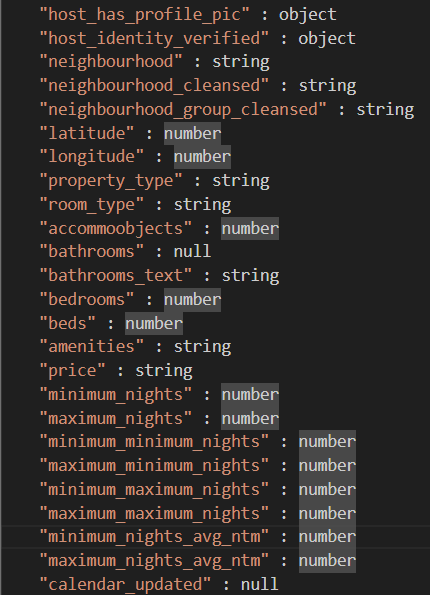 "host_has_profile_pic" : object
"host_identity_verified" : object
"neighbourhood" : string
"neighbourhood_cleansed" : string
"neighbourhood_group_cleansed" : string
"latitude" : number
"longitude" : number
"property_type" : string
"room_type" : string
"accommoobjects" : number
"bathrooms" : null
"bathrooms_text" : string
"bedrooms" : number
"beds" : number
"amenities" : string
"price" : string
"minimum_nights" : number
"maximum_nights" : number
"minimum_minimum_nights" : number
"maximum_minimum_nights" : number
"minimum_maximum_nights" : number
"maximum_maximum_nights" : number
"minimum_nights_avg_ntm" : number
"maximum_nights_avg_ntm" : number
"calendar_updated" : null